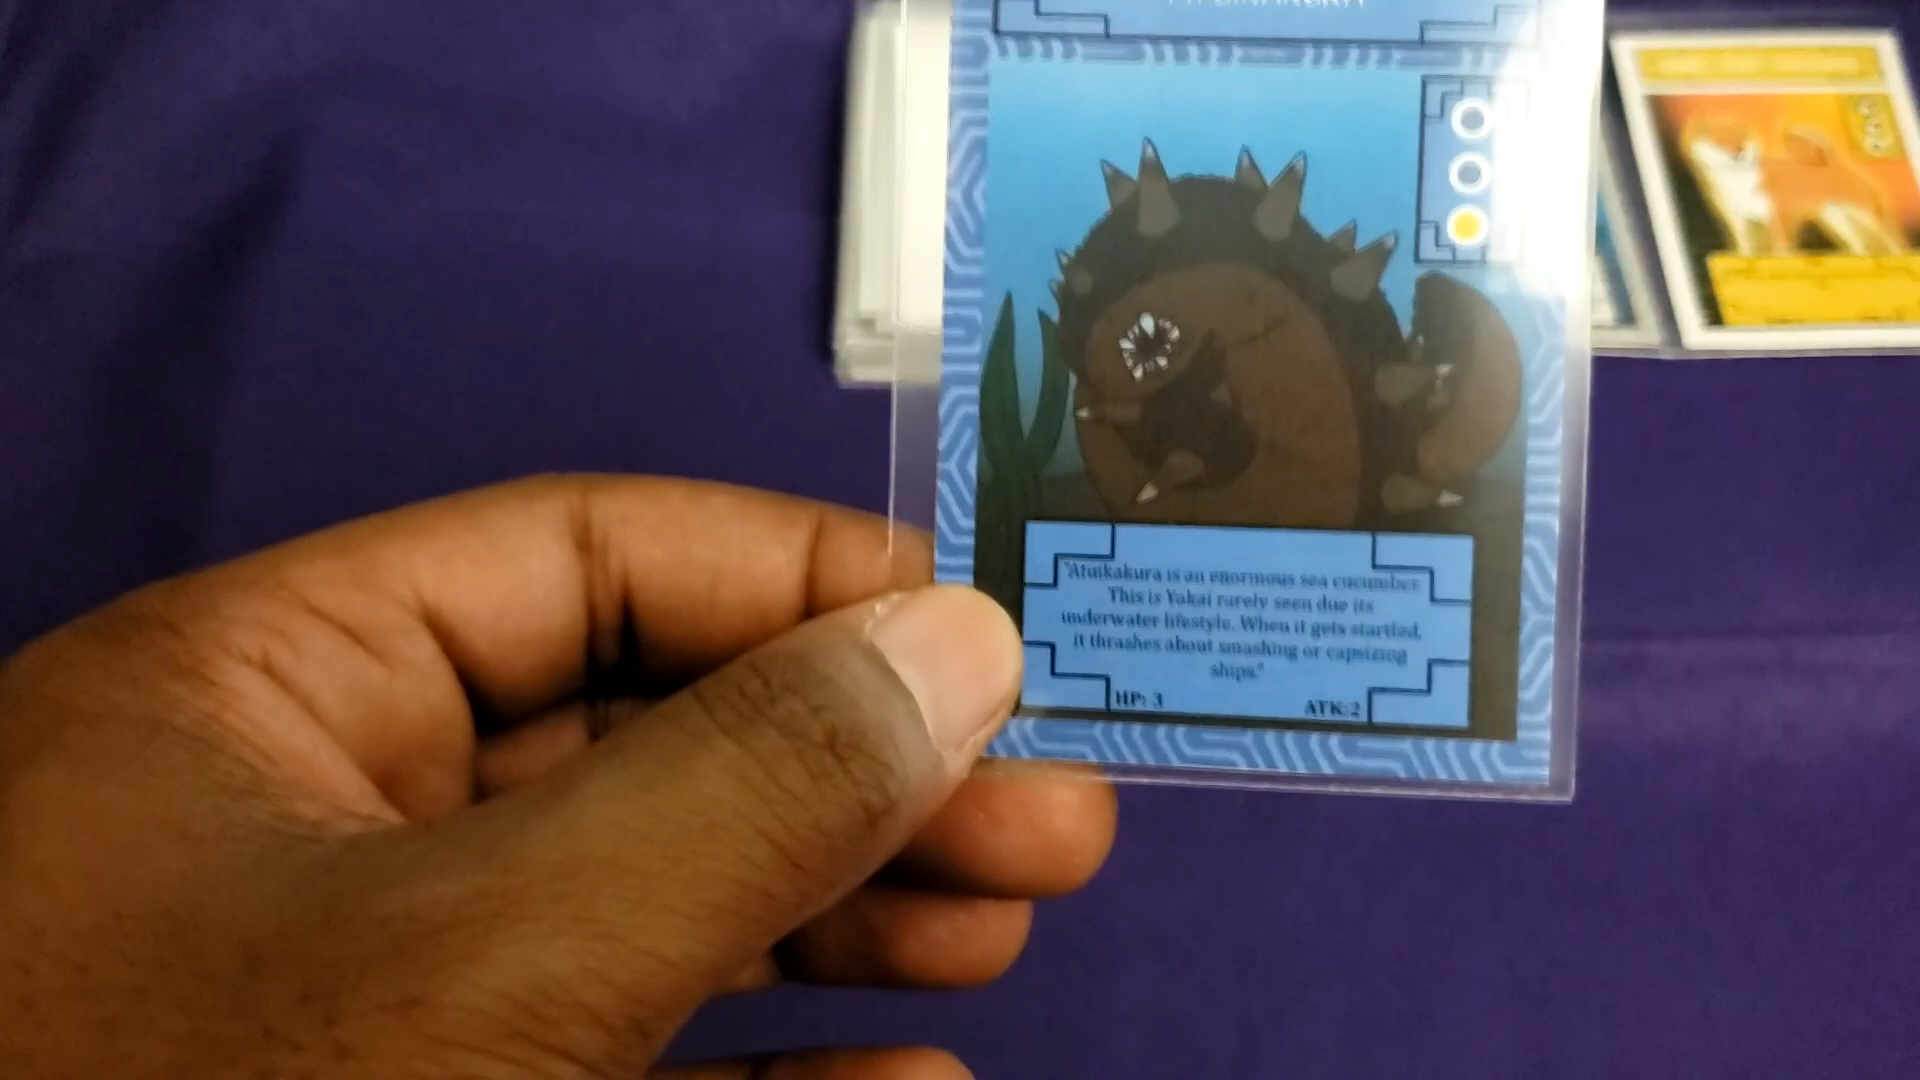 "Atuikakura is an enormous sea cucumber.
This is Yokai rarely seen due its
underwater lifestyle. When it gets startled,
it thrashes about smashing or capsizing
ships."
HP: 3
ATK:2